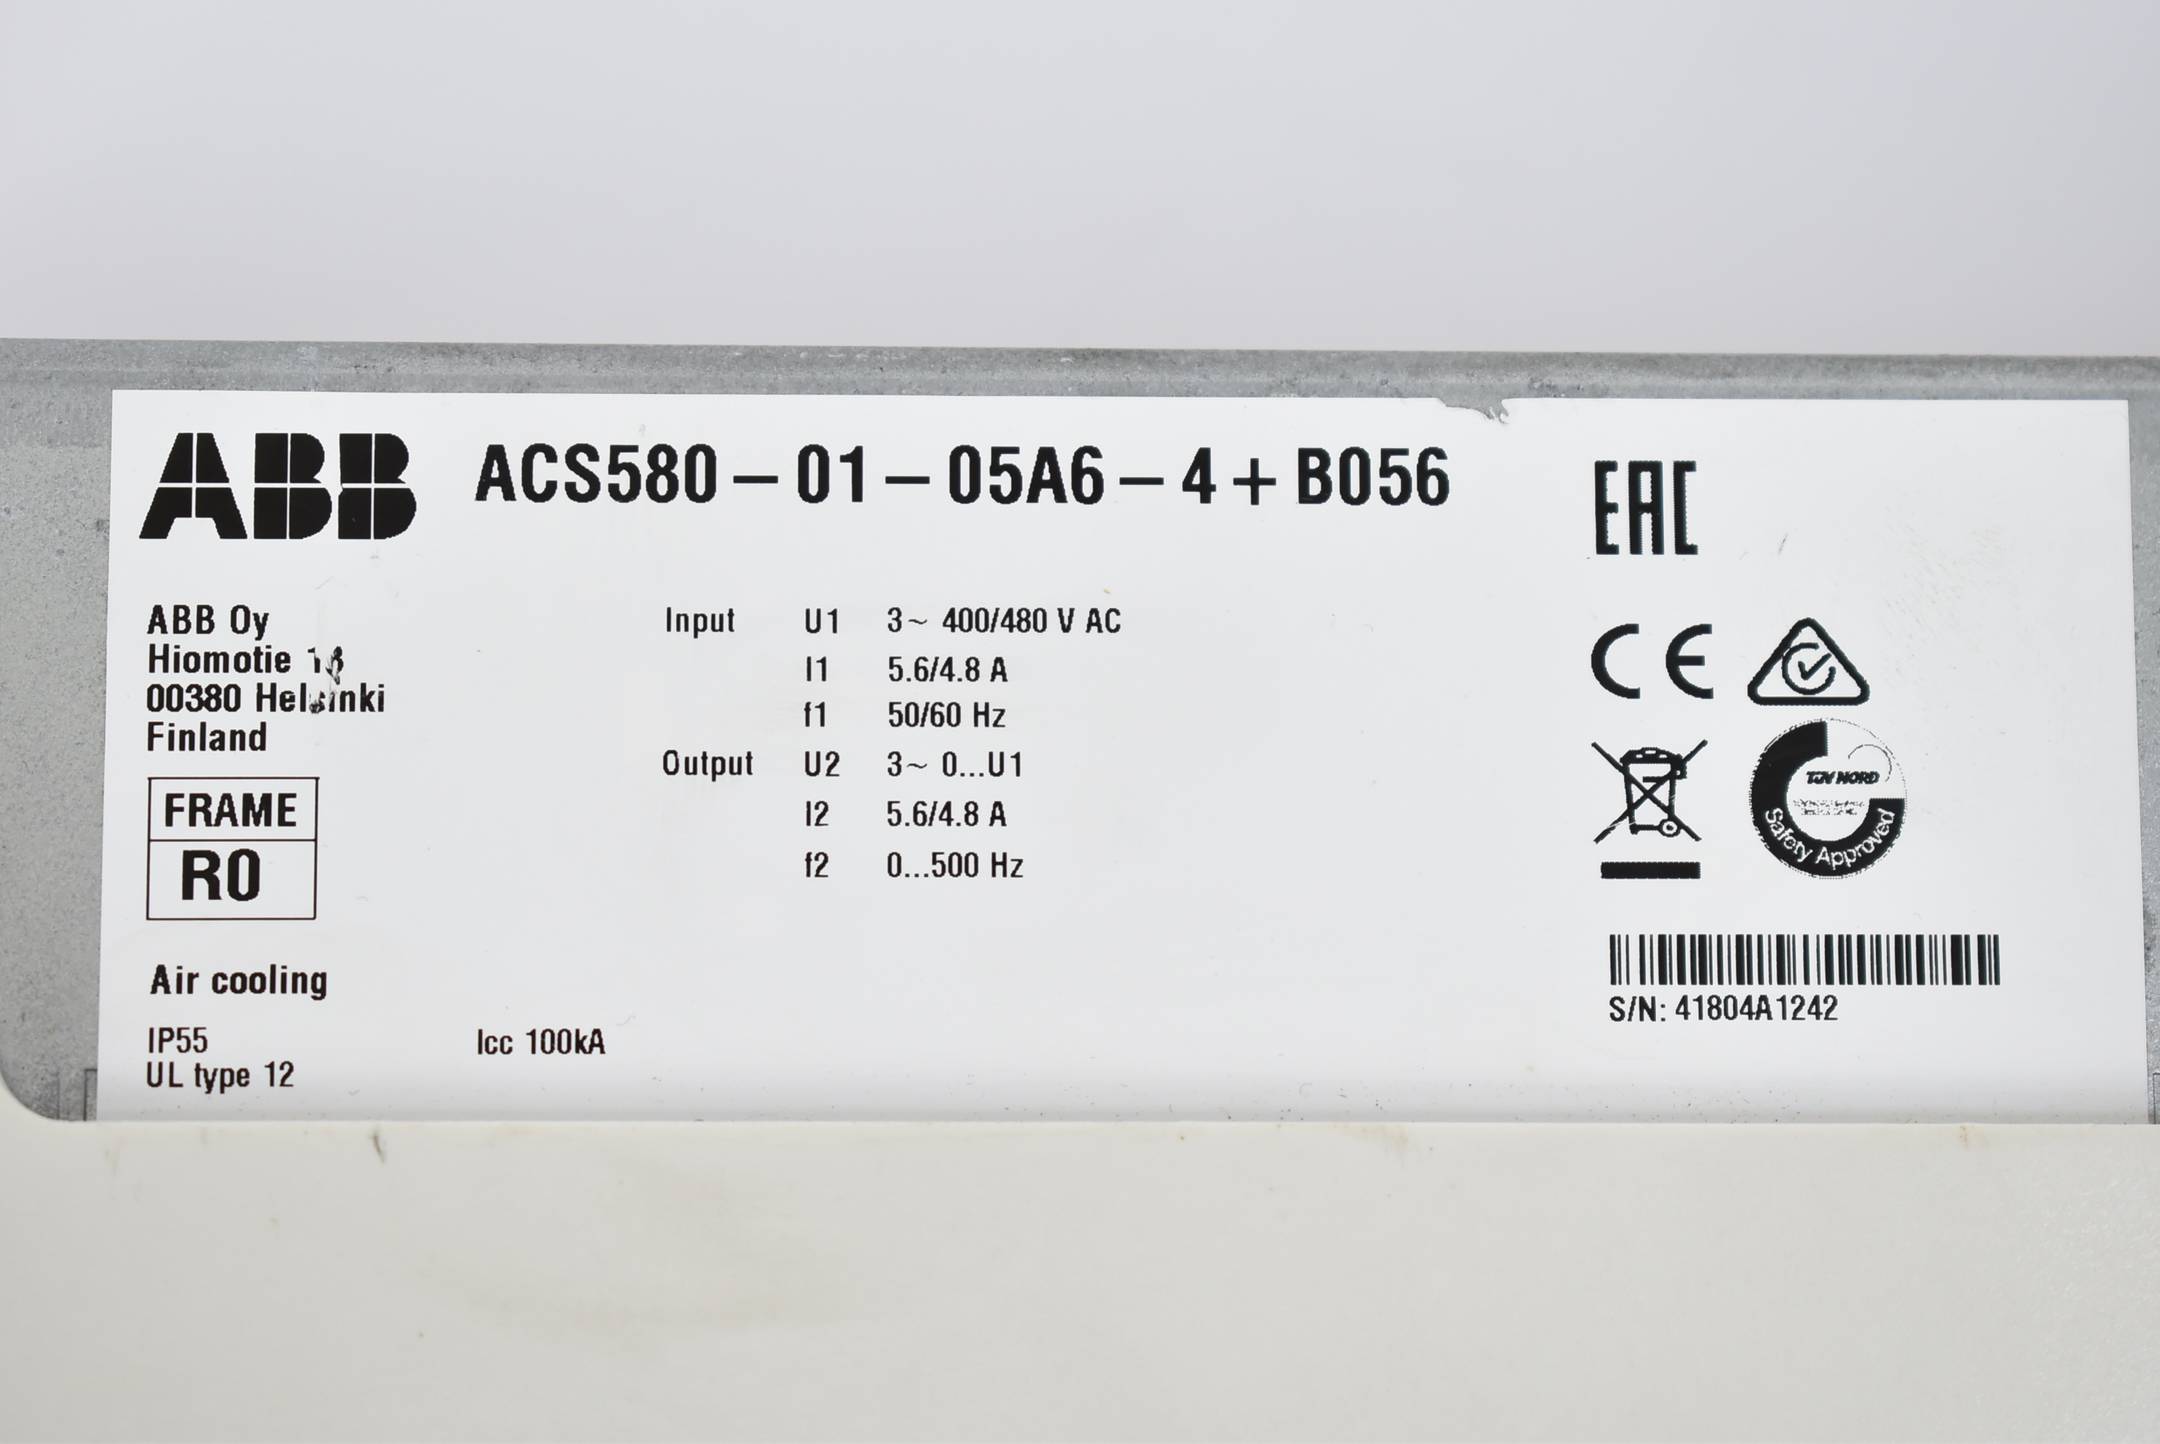 ABB ACS580-01-05A6-4+B056
EAC
ABB Oy
Hiomotie
00380 Helsinki
Finland
FRAME
R0
Air cooling
IP55
UL type 12
Icc 100kA
Input U1 3~ 400/480 V AC
I1 5.6/4.8 A
f1 50/60 Hz
Output U2 3~ 0...U1
I2 5.6/4.8 A
f2 0...500 Hz
CE
TÜV NORD
Safety Approved
S/N: 41804A1242